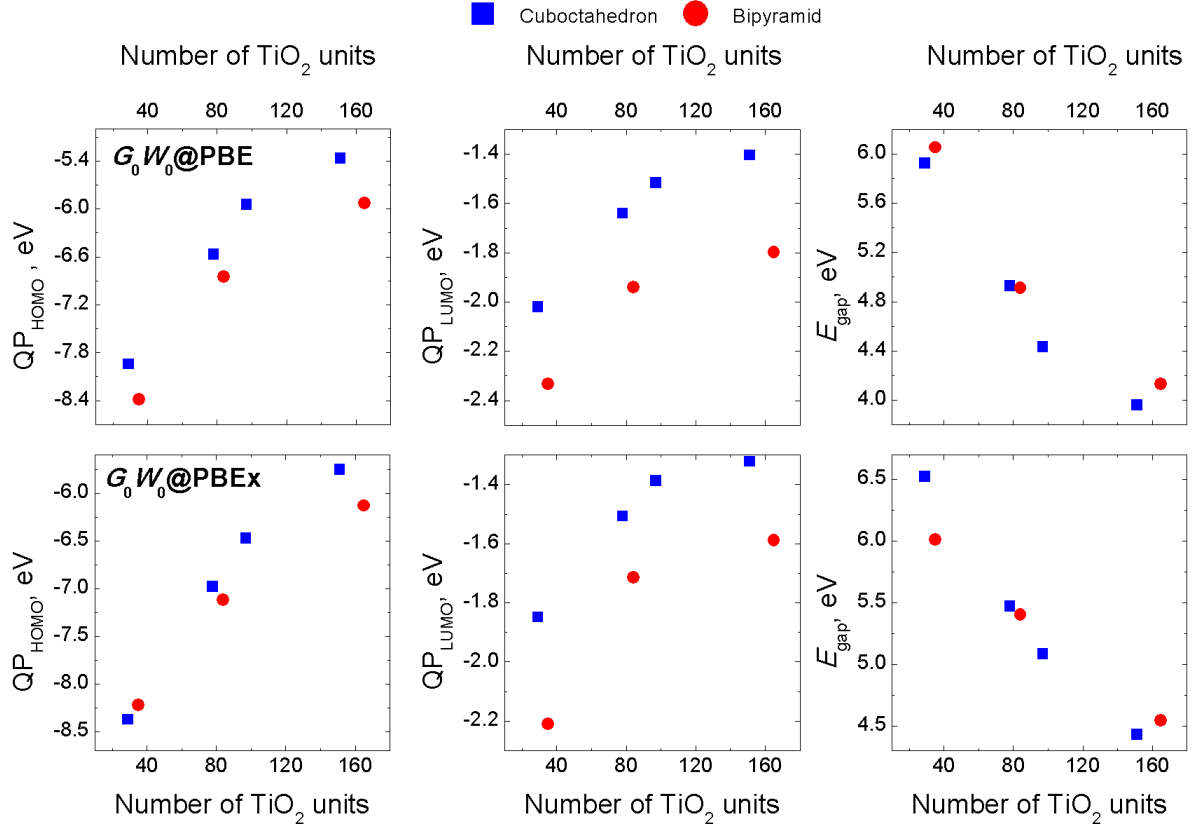 Cuboctahedron Bipyramid
Number of TiO₂ units Number of TiO₂ units Number of TiO₂ units
40 80 120 160 40 80 120 160 40 80 120 160
G₀W₀@PBE
QP_HOMO, eV
-5.4
-6.0
-6.6
-7.2
-7.8
-8.4
QP_LUMO, eV
-1.4
-1.6
-1.8
-2.0
-2.2
-2.4
E_gap, eV
6.0
5.6
5.2
4.8
4.4
4.0
G₀W₀@PBEx
QP_HOMO, eV
-6.0
-6.5
-7.0
-7.5
-8.0
-8.5
QP_LUMO, eV
-1.4
-1.6
-1.8
-2.0
-2.2
E_gap, eV
6.5
6.0
5.5
5.0
4.5
40 80 120 160 40 80 120 160 40 80 120 160
Number of TiO₂ units Number of TiO₂ units Number of TiO₂ units